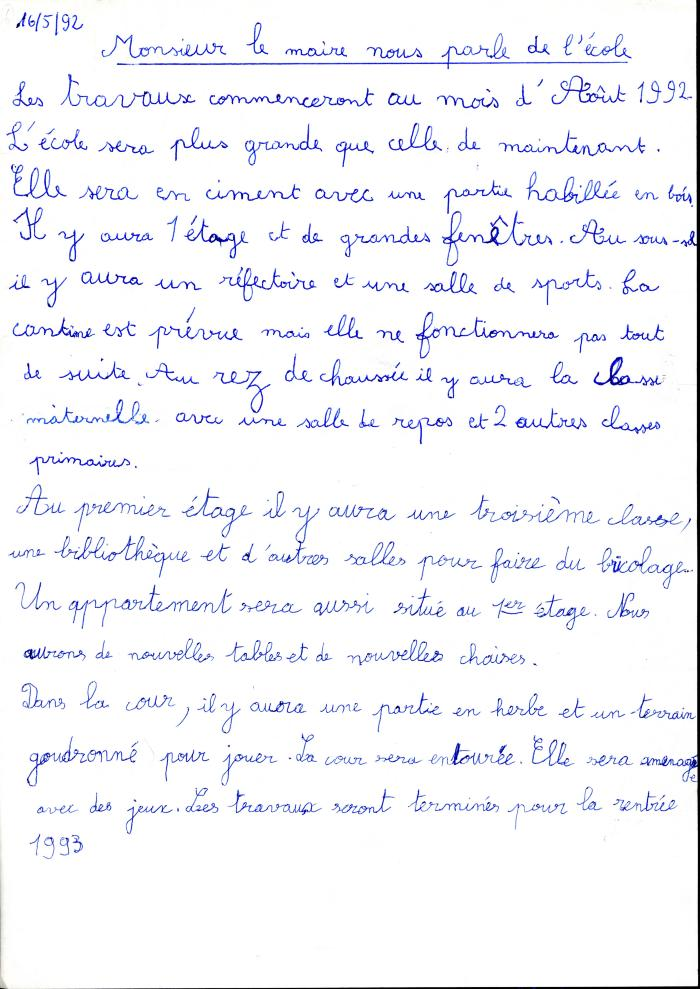 16/5/92
Monsieur le maire nous parle de l'école
Les travaux commenceront au mois d'Août 1992
L'école sera plus grande que celle de maintenant.
Elle sera en ciment avec une partie habillée en bois.
Il y aura 1 étage et de grandes fenêtres. Au sous-sol
il y aura un réfectoire et une salle de sports. La
cantine est prévue mais elle ne fonctionnera pas tout
de suite. Au rez de chaussée il y aura la classe
maternelle. avec une salle de repos et 2 autres classes
primaires.
Au premier étage il y aura une troisième classe,
une bibliothèque et d'autres salles pour faire du bricolage.
Un appartement sera aussi situé au 1er étage. Nous
aurons de nouvelles tables et de nouvelles chaises.
Dans la cour, il y aura une partie en herbe et un terrain
goudronné pour jouer. La cour sera entourée. Elle sera aménagée
avec des jeux. Les travaux seront terminés pour la rentrée
1993